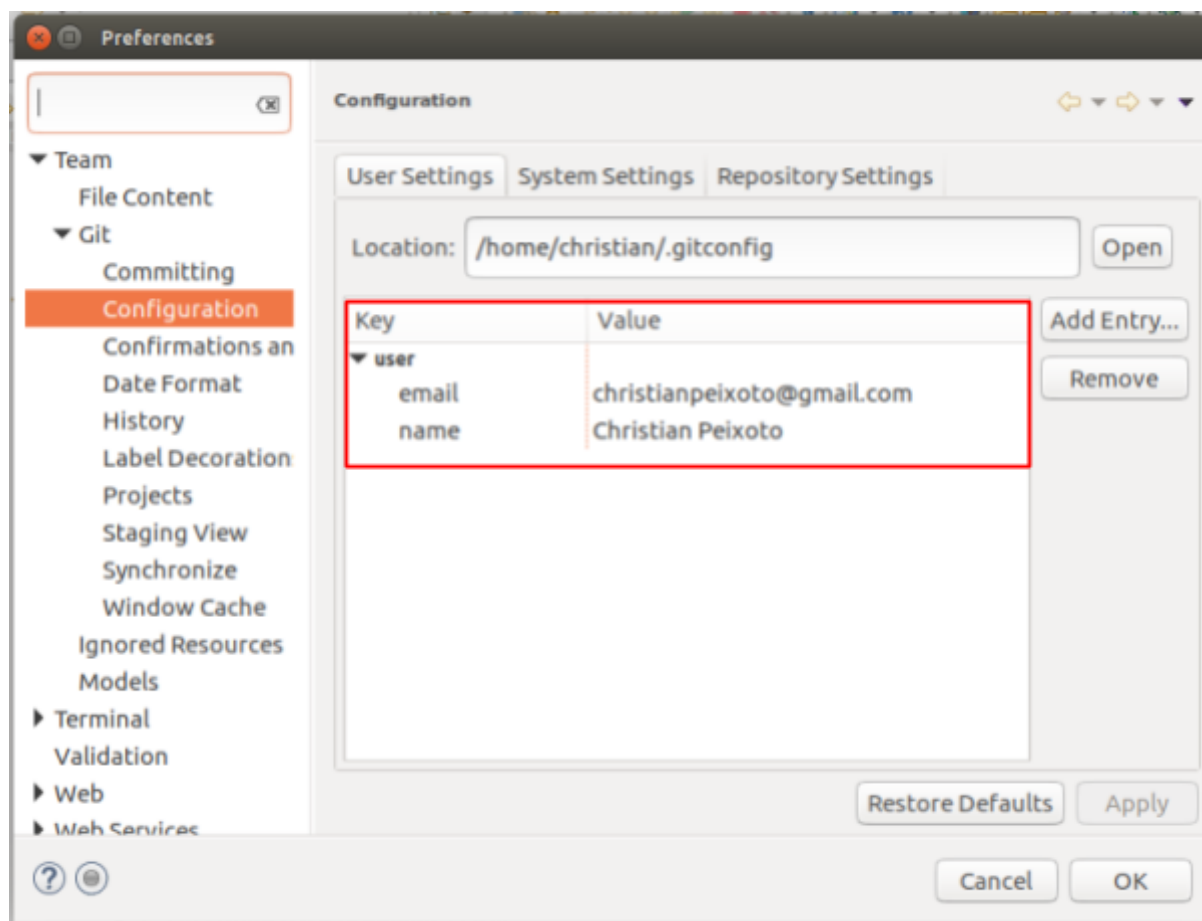 Preferences
Configuration
Team
File Content
Git
Committing
Configuration
Confirmations an
Date Format
History
Label Decoration
Projects
Staging View
Synchronize
Window Cache
Ignored Resources
Models
Terminal
Validation
Web
Web Services
User Settings System Settings Repository Settings
Location: /home/christian/.gitconfig Open
Key Value Add Entry...
user
email christianpeixoto@gmail.com Remove
name Christian Peixoto
Restore Defaults Apply
Cancel OK